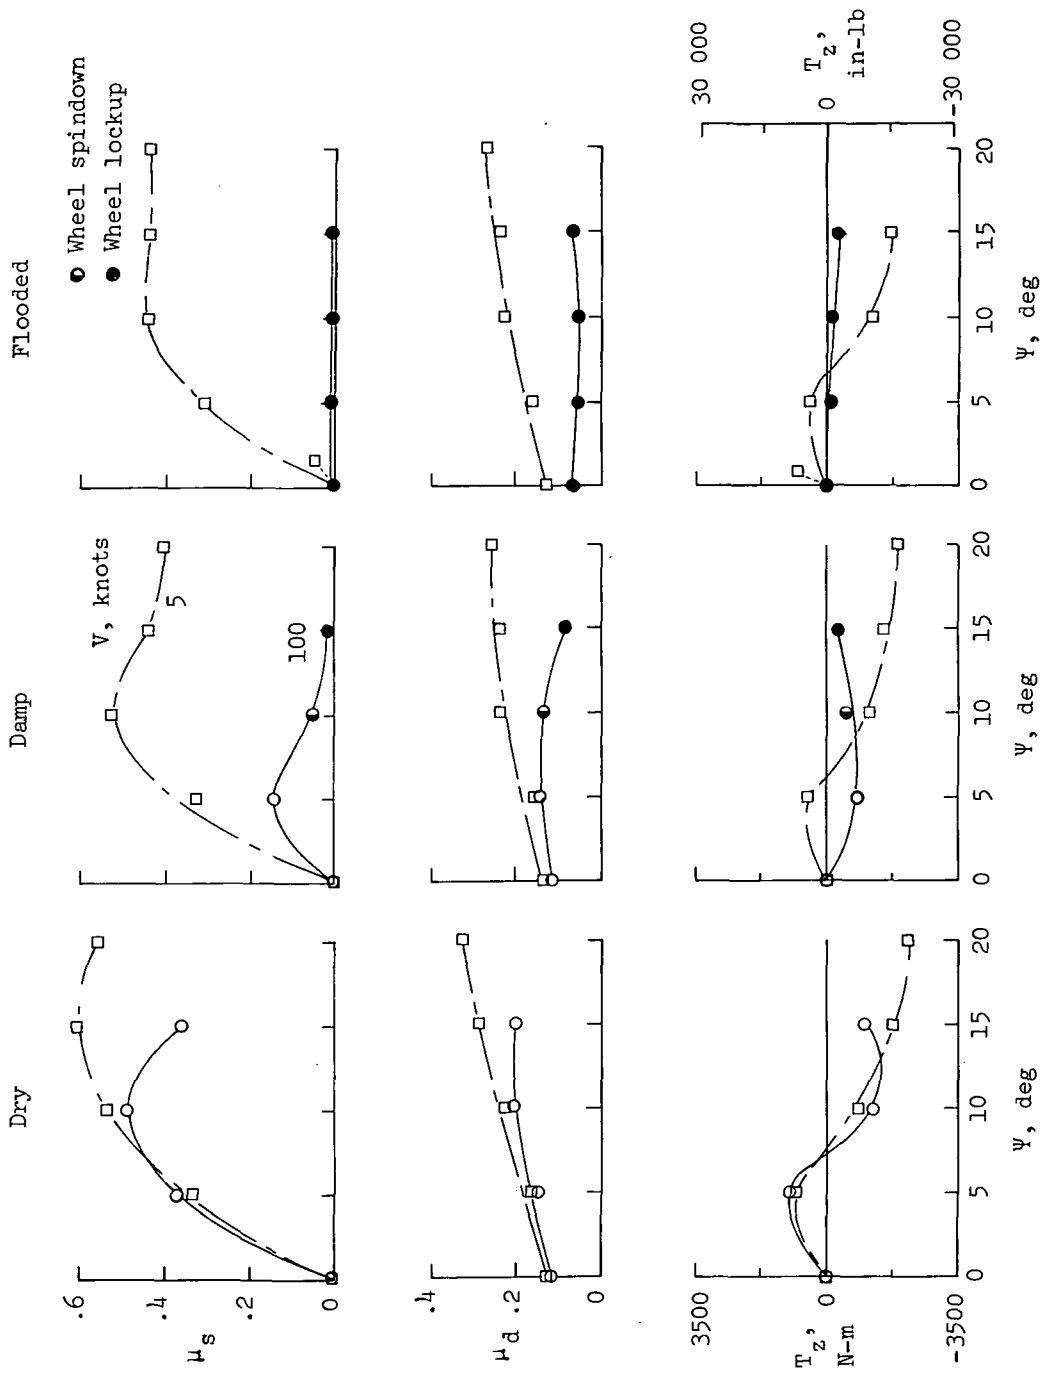 Dry
Damp
Flooded
Wheel spindown
Wheel lockup
V, knots
5
100
μs
.6
.4
.2
0
μd
.4
.2
0
Tz,
N-m
3500
0
-3500
30 000
0
-30 000
Tz,
in-lb
0 5 10 15 20
Ψ, deg
0 5 10 15 20
Ψ, deg
0 5 10 15 20
Ψ, deg